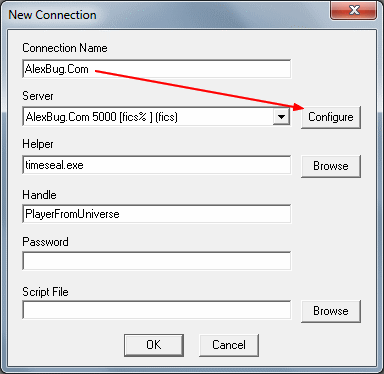 New Connection
Connection Name
AlexBug.Com
Server
AlexBug.Com 5000 [fics% ] (fics)
Configure
Helper
timeseal.exe
Browse
Handle
PlayerFromUniverse
Password
Script File
Browse
OK
Cancel